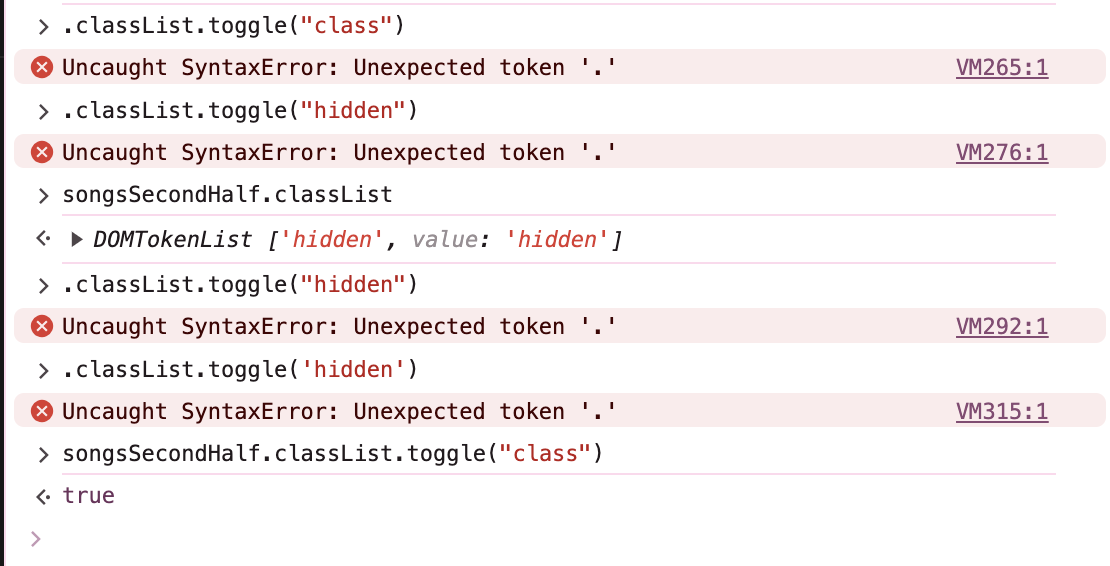 .classList.toggle("class")
Uncaught SyntaxError: Unexpected token '.' VM265:1
.classList.toggle("hidden")
Uncaught SyntaxError: Unexpected token '.' VM276:1
songsSecondHalf.classList
DOMTokenList ['hidden', value: 'hidden']
.classList.toggle("hidden")
Uncaught SyntaxError: Unexpected token '.' VM292:1
.classList.toggle('hidden')
Uncaught SyntaxError: Unexpected token '.' VM315:1
songsSecondHalf.classList.toggle("class")
true